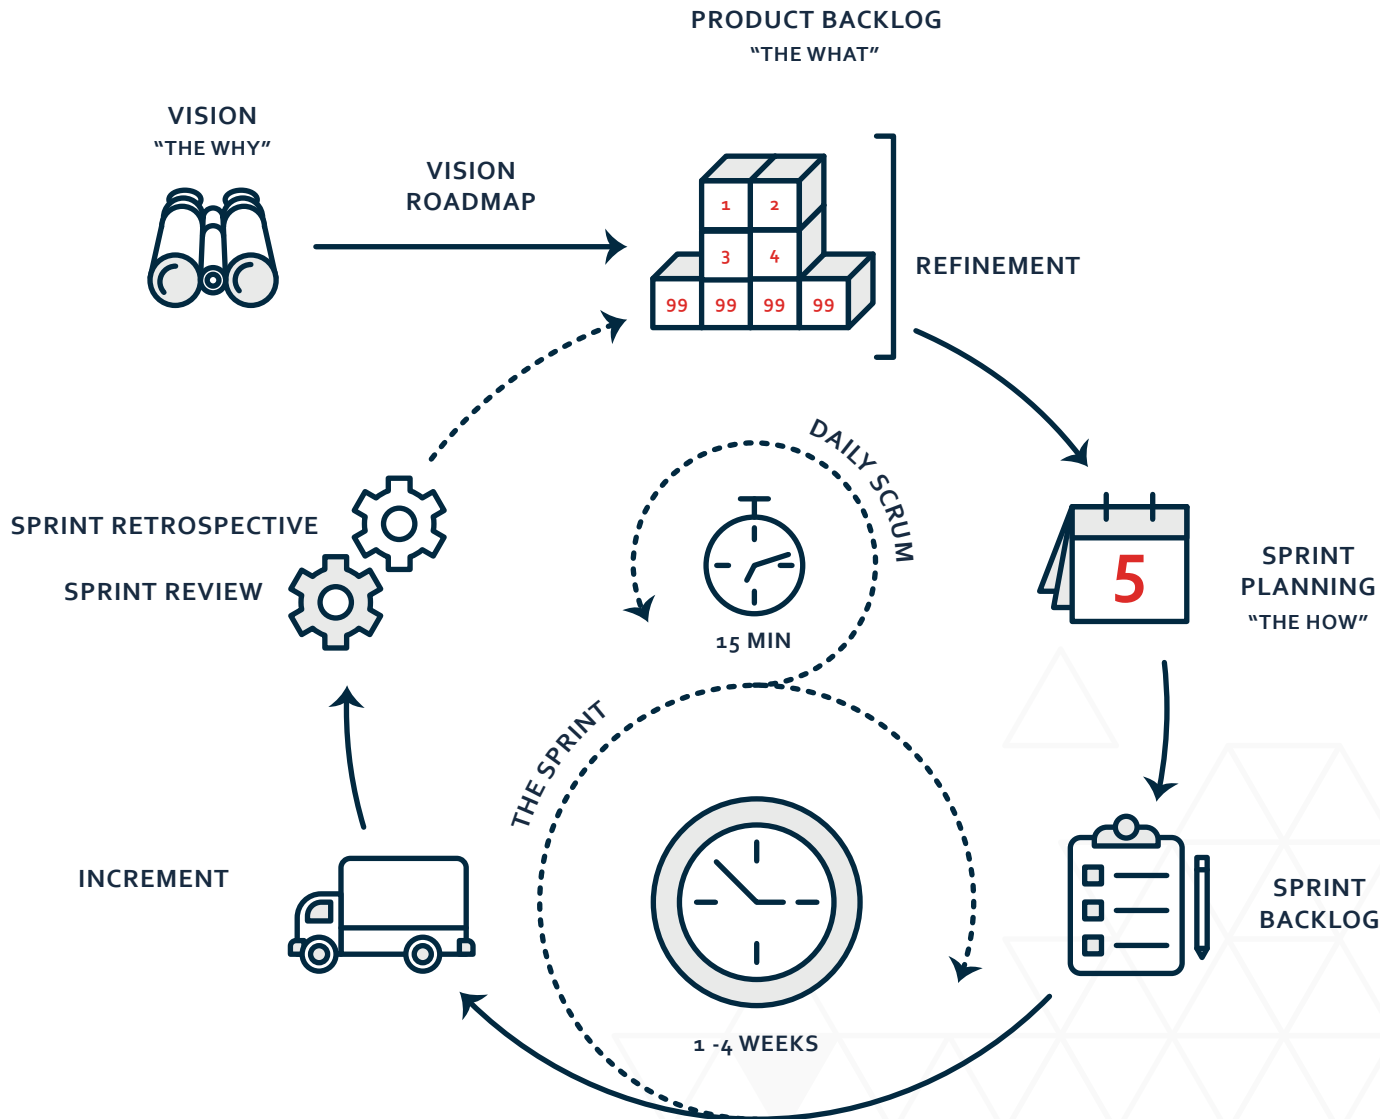 PRODUCT BACKLOG
“THE WHAT”
VISION
“THE WHY”
VISION
ROADMAP
1 2
3 4
99 99 99 99
REFINEMENT
DAILY SCRUM
15 MIN
SPRINT RETROSPECTIVE
SPRINT REVIEW
5
SPRINT
PLANNING
“THE HOW”
THE SPRINT
INCREMENT
SPRINT
BACKLOG
1 -4 WEEKS